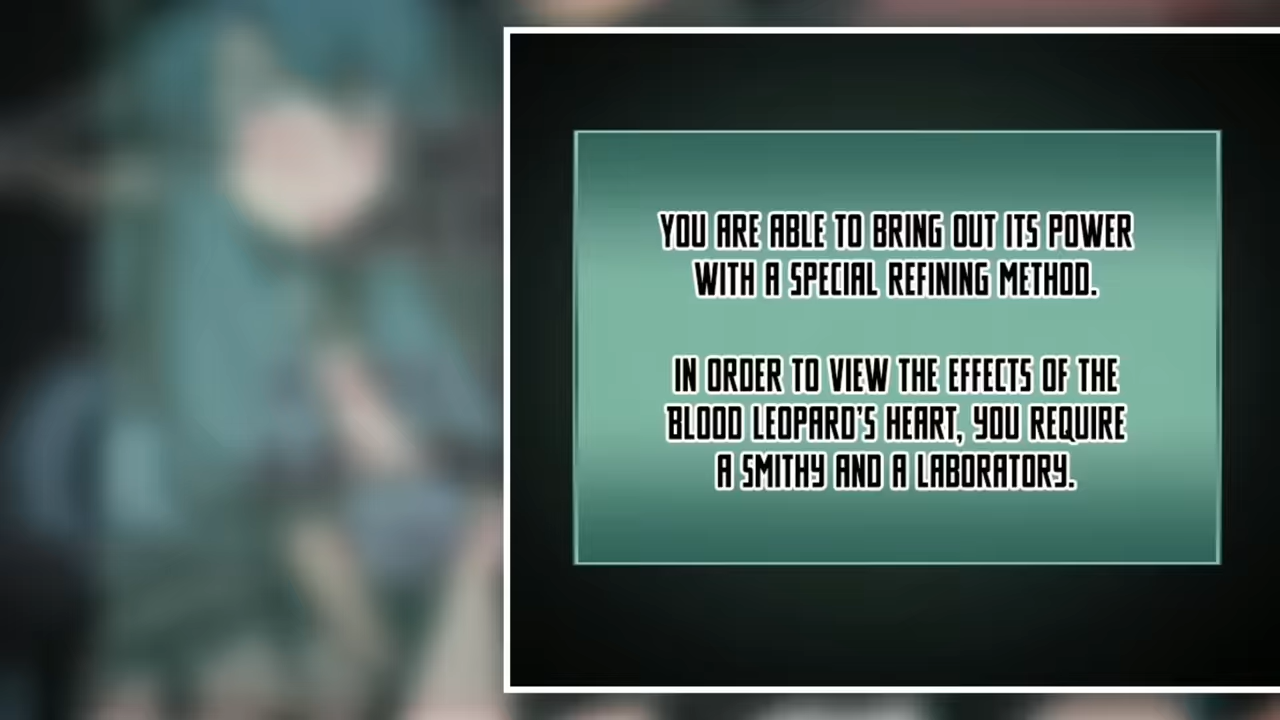 YOU ARE ABLE TO BRING OUT ITS POWER
WITH A SPECIAL REFINING METHOD.
IN ORDER TO VIEW THE EFFECTS OF THE
BLOOD LEOPARD'S HEART, YOU REQUIRE
A SMITHY AND A LABORATORY.